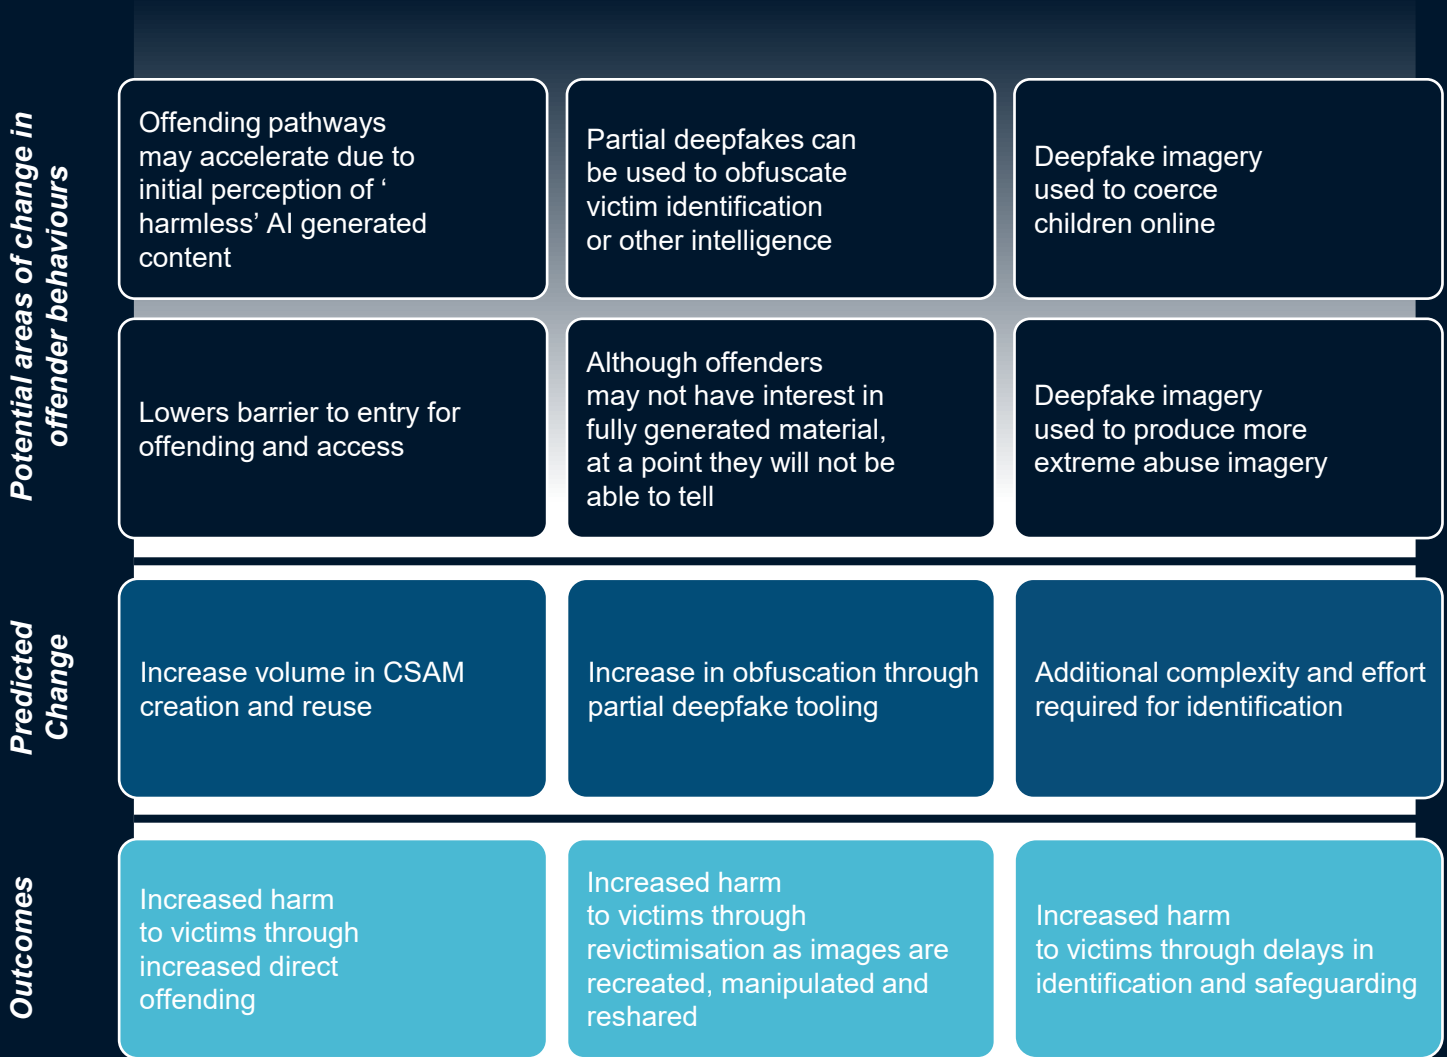 Potential areas of change in
offender behaviours
Offending pathways
may accelerate due to
initial perception of ‘
harmless’ AI generated
content
Partial deepfakes can
be used to obfuscate
victim identification
or other intelligence
Deepfake imagery
used to coerce
children online
Lowers barrier to entry for
offending and access
Although offenders
may not have interest in
fully generated material,
at a point they will not be
able to tell
Deepfake imagery
used to produce more
extreme abuse imagery
Predicted
Change
Increase volume in CSAM
creation and reuse
Increase in obfuscation through
partial deepfake tooling
Additional complexity and effort
required for identification
Outcomes
Increased harm
to victims through
increased direct
offending
Increased harm
to victims through
revictimisation as images are
recreated, manipulated and
reshared
Increased harm
to victims through delays in
identification and safeguarding